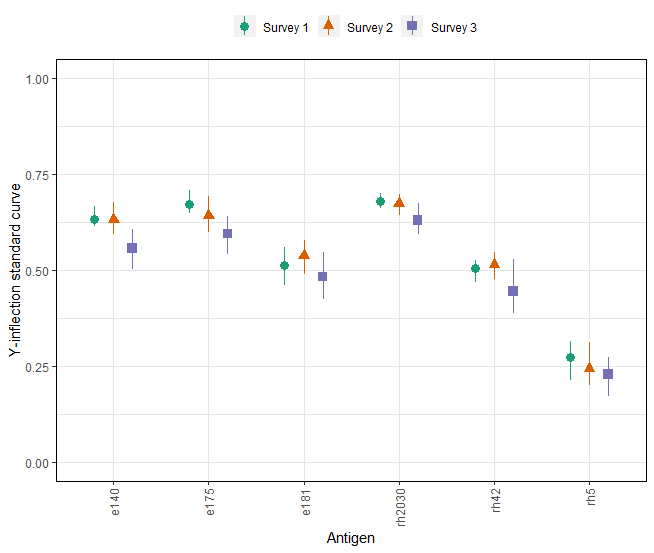 Survey 1 Survey 2 Survey 3
Y-inflection standard curve
1.00
0.75
0.50
0.25
0.00
e140 e175 e181 rh2030 rh42 rh5
Antigen